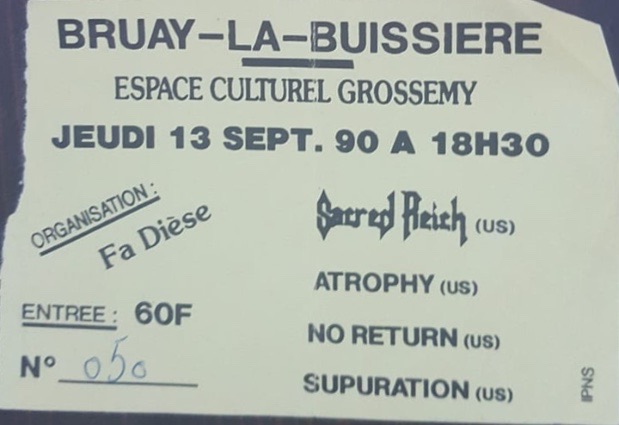 BRUAY-LA-BUISSIERE
ESPACE CULTUREL GROSSEMY
JEUDI 13 SEPT. 90 A 18H30
ORGANISATION :
Fa Dièse
ENTREE : 60F
N° 050
Sacred Reich (US)
ATROPHY (US)
NO RETURN (US)
SUPURATION (US)
IPNS